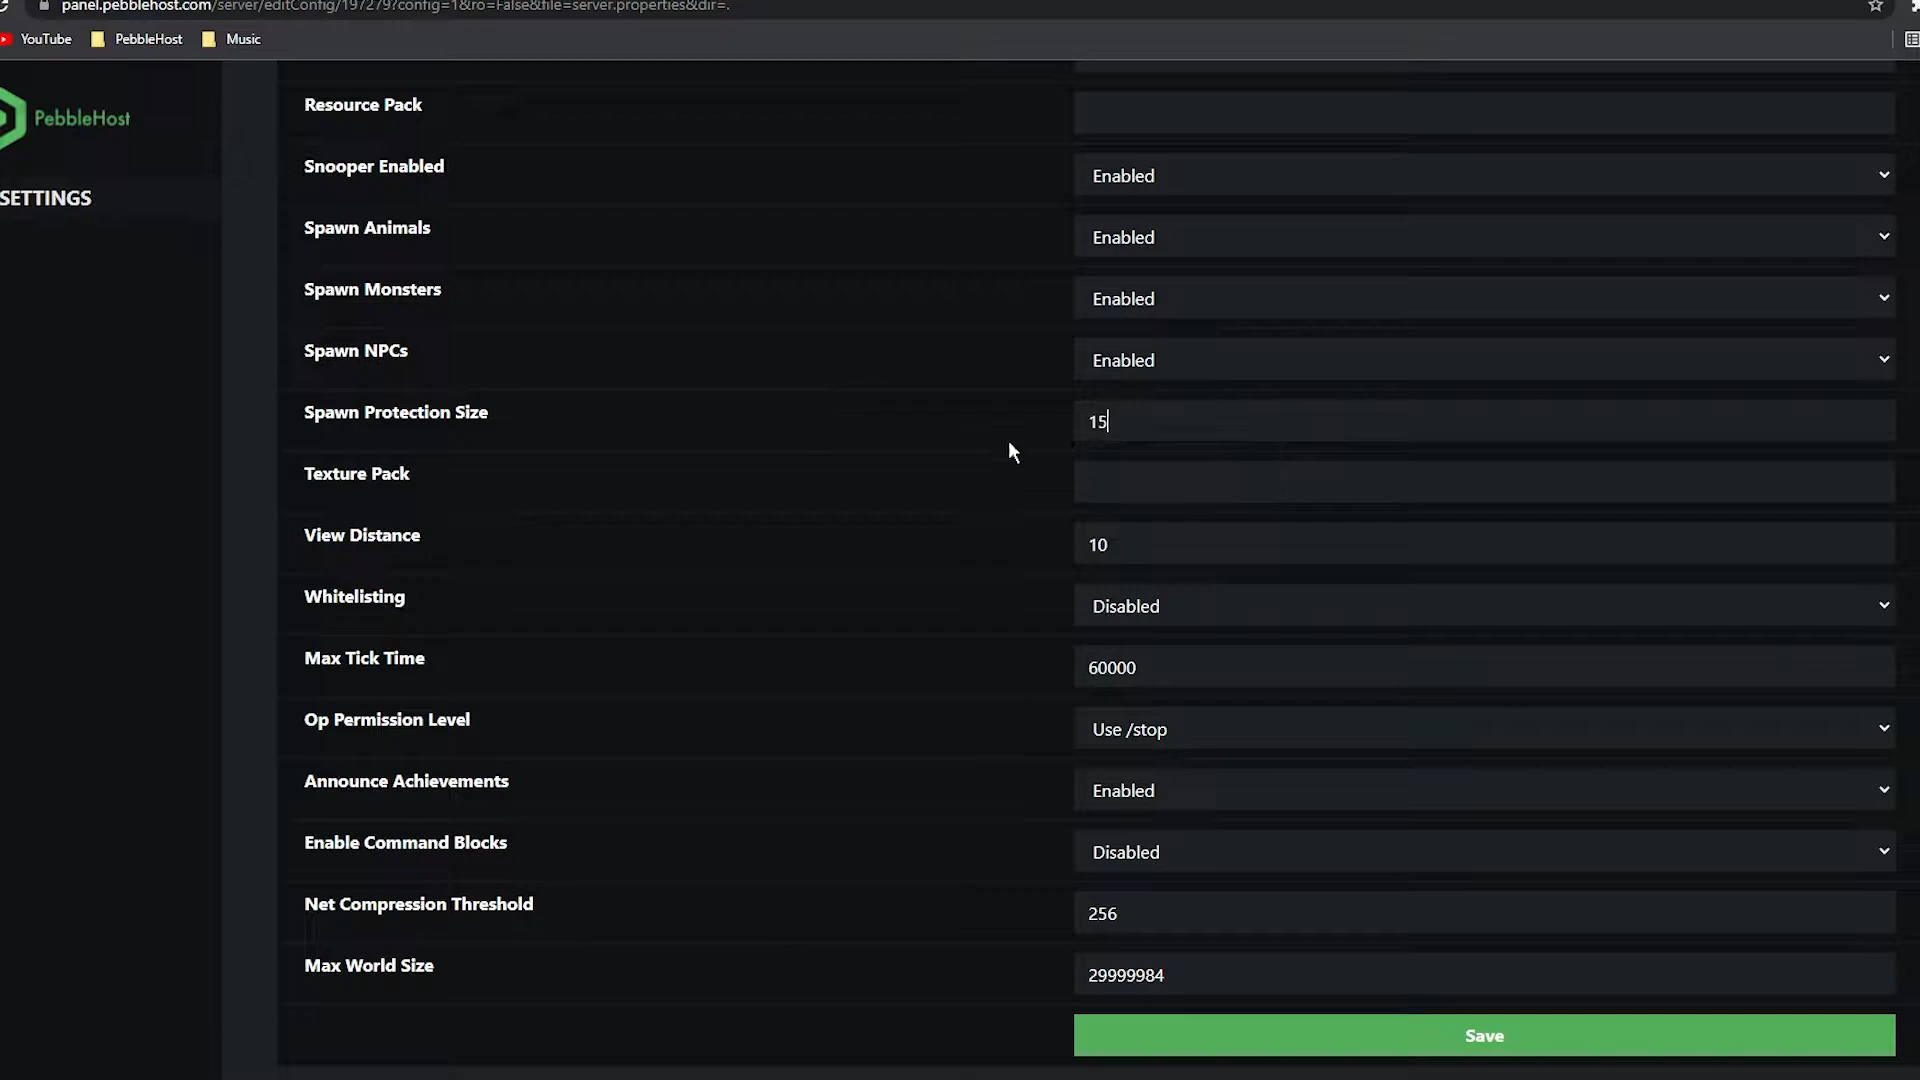 panel.pebblehost.com/server/editConfig/197279?config=1&ro=False&file=server.properties&dir=.
YouTube PebbleHost Music
PebbleHost
SETTINGS
Resource Pack
Snooper Enabled Enabled
Spawn Animals Enabled
Spawn Monsters Enabled
Spawn NPCs Enabled
Spawn Protection Size 15
Texture Pack
View Distance 10
Whitelisting Disabled
Max Tick Time 60000
Op Permission Level Use /stop
Announce Achievements Enabled
Enable Command Blocks Disabled
Net Compression Threshold 256
Max World Size 29999984
Save